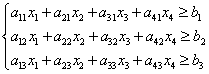 a₁₁x₁ + a₂₁x₂ + a₃₁x₃ + a₄₁x₄ ≥ b₁
a₁₂x₁ + a₂₂x₂ + a₃₂x₃ + a₄₂x₄ ≥ b₂
a₁₃x₁ + a₂₃x₂ + a₃₃x₃ + a₄₃x₄ ≥ b₃